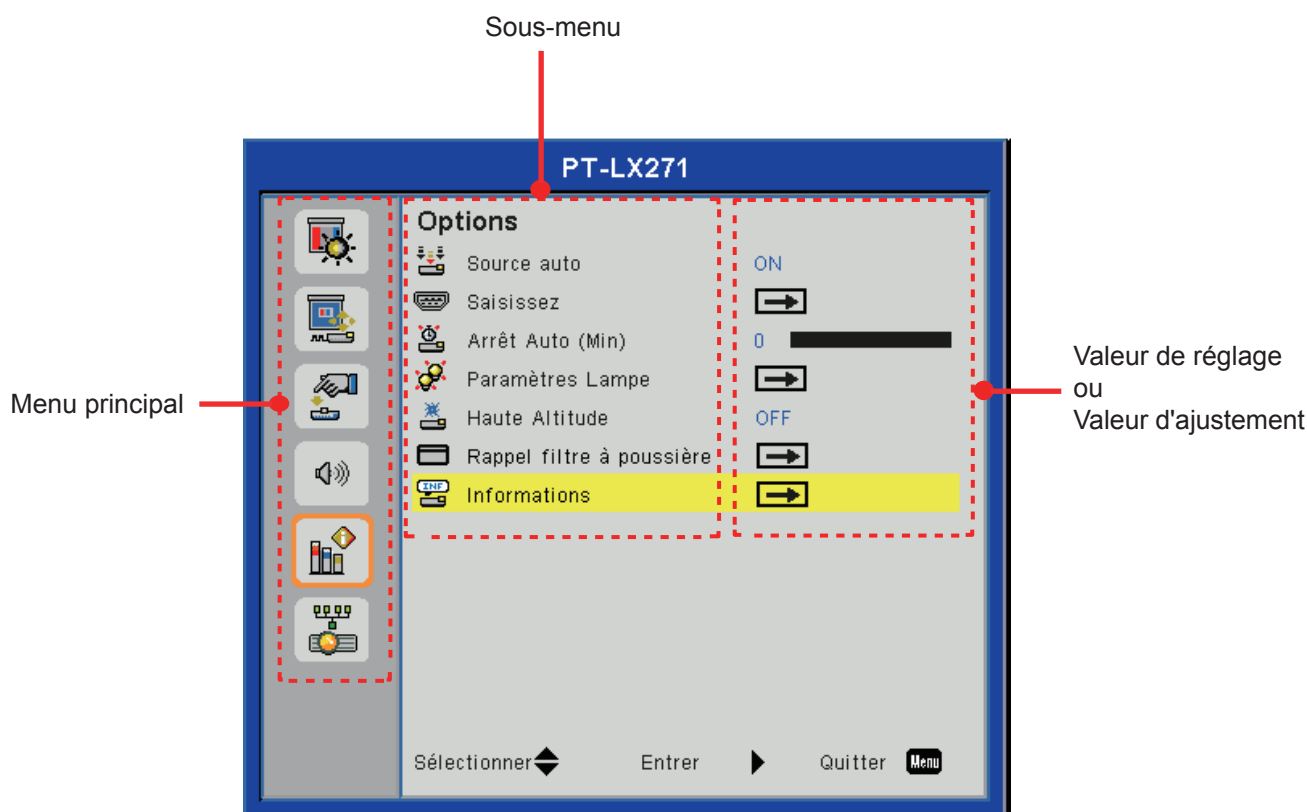 Sous-menu
PT-LX271
Options
Source auto ON
Saisissez
Arrêt Auto (Min) 0
Paramètres Lampe
Haute Altitude OFF
Rappel filtre à poussière
INF Informations
Menu principal
Valeur de réglage
ou
Valeur d'ajustement
Sélectionner Entrer Quitter Menu